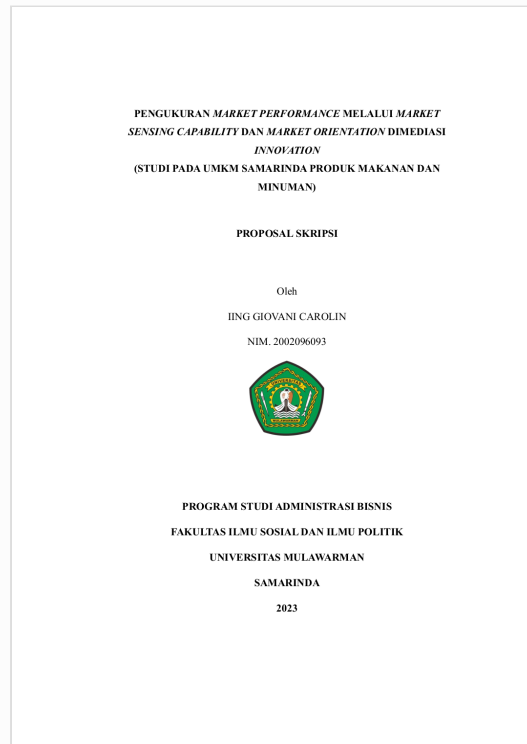 PENGUKURAN MARKET PERFORMANCE MELALUI MARKET
SENSING CAPABILITY DAN MARKET ORIENTATION DIMEDIASI
INNOVATION
(STUDI PADA UMKM SAMARINDA PRODUK MAKANAN DAN
MINUMAN)
PROPOSAL SKRIPSI
Oleh
IING GIOVANI CAROLIN
NIM. 2002096093
UNIVERSITAS
PROGRAM STUDI ADMINISTRASI BISNIS
FAKULTAS ILMU SOSIAL DAN ILMU POLITIK
UNIVERSITAS MULAWARMAN
SAMARINDA
2023